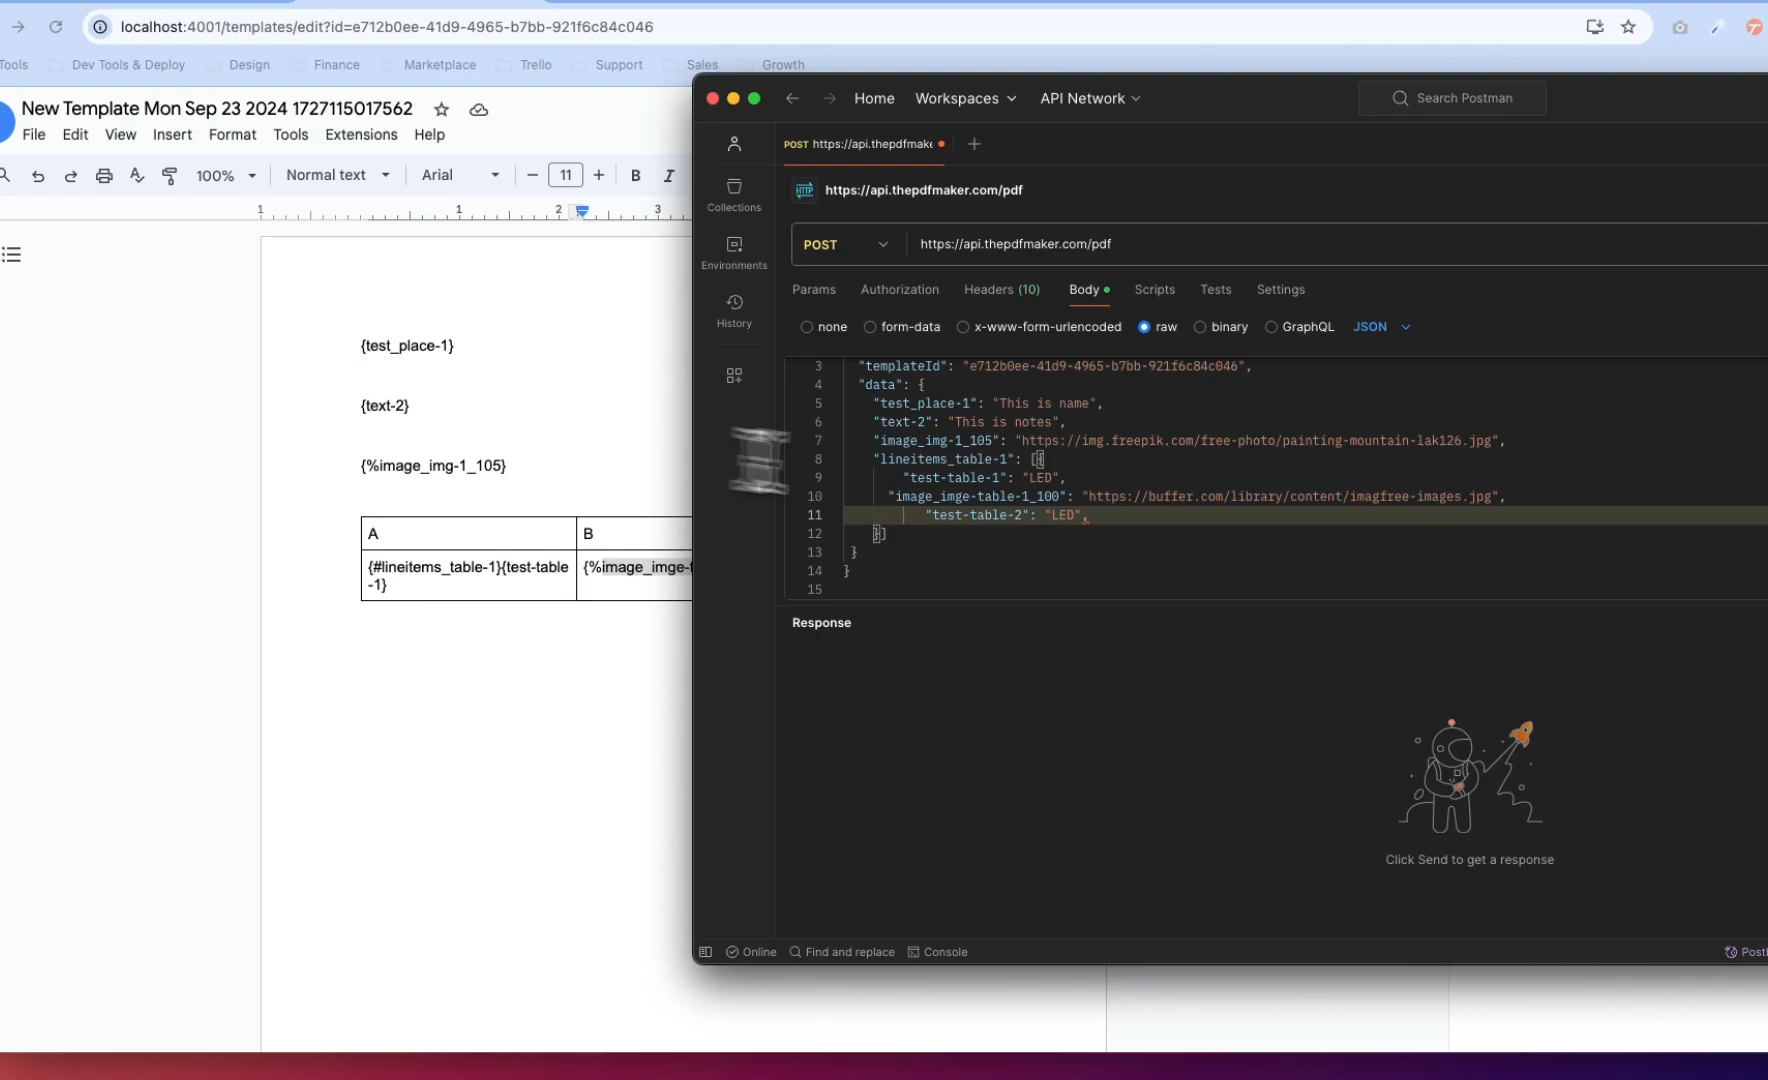 localhost:4001/templates/edit?id=e712b0ee-41d9-4965-b7bb-921f6c84c046
Tools
Dev Tools & Deploy
Design
Finance
Marketplace
Trello
Support
Sales
Growth
New Template Mon Sep 23 2024 1727115017562
File Edit View Insert Format Tools Extensions Help
100% Normal text Arial 11 B I
1 1 2 3
{test_place-1}
{text-2}
{%image_img-1_105}
A B
{#lineitems_table-1}{test-table
-1}
{%image_imge-t
Home Workspaces API Network Search Postman
POST https://api.thepdfmake
HTTP https://api.thepdfmaker.com/pdf
POST https://api.thepdfmaker.com/pdf
Collections
Environments
History
Params Authorization Headers (10) Body Scripts Tests Settings
none form-data x-www-form-urlencoded raw binary GraphQL JSON
3 "templateId": "e712b0ee-41d9-4965-b7bb-921f6c84c046",
4 "data": {
5 "test_place-1": "This is name",
6 "text-2": "This is notes",
7 "image_img-1_105": "https://img.freepik.com/free-photo/painting-mountain-lak126.jpg",
8 "lineitems_table-1": [{
9 "test-table-1": "LED",
10 "image_imge-table-1_100": "https://buffer.com/library/content/imagfree-images.jpg",
11 "test-table-2": "LED",
12 }]
13 }
14 }
15
Response
Click Send to get a response
Online Find and replace Console